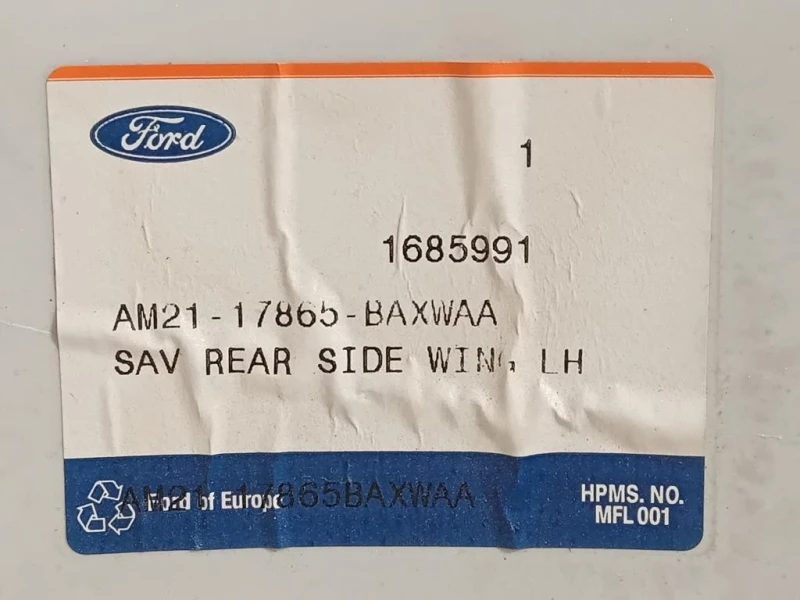 Ford
1
1685991
AM21-17865-BAXWAA
SAV REAR SIDE WING LH
AM21-17865BAXWAA
of Europe
HPMS. NO.
MFL 001